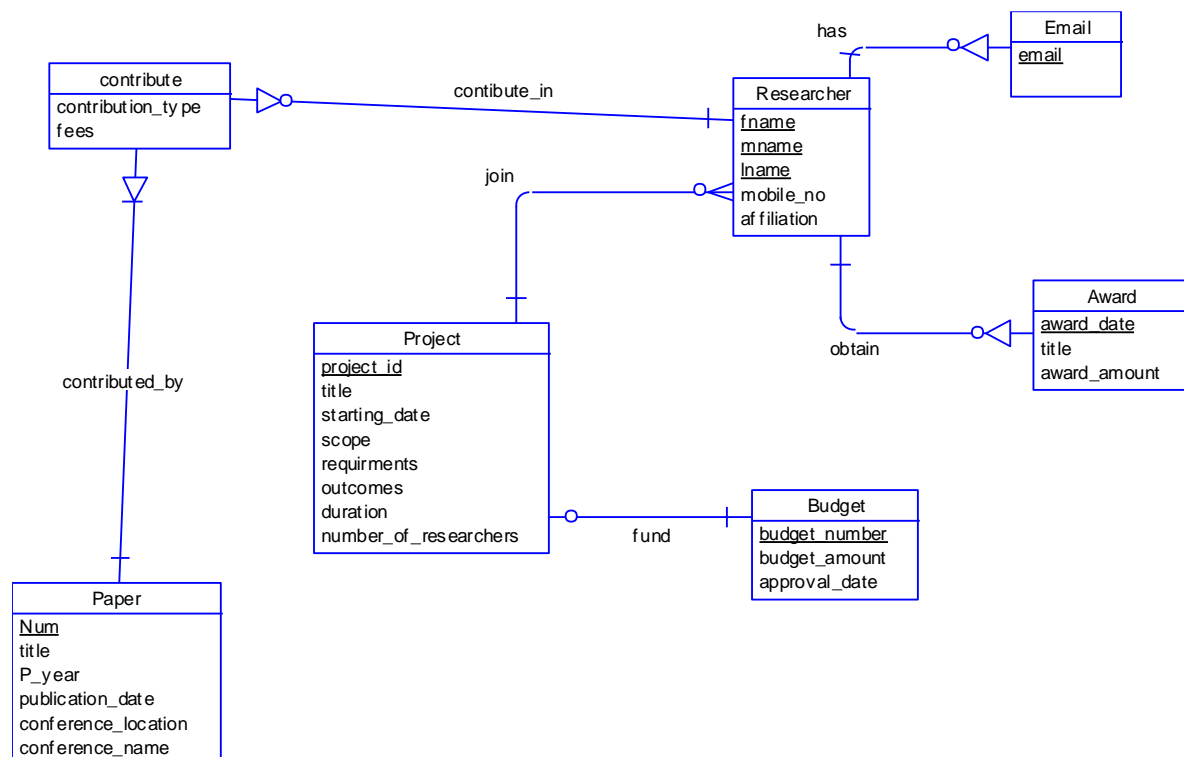 has
Email
email
contribute
contribution_type
fees
contibute_in
Researcher
fname
mname
lname
mobile_no
affiliation
join
Award
award_date
title
award_amount
obtain
Project
project_id
title
starting_date
scope
requirments
outcomes
duration
number_of_researchers
contributed_by
fund
Budget
budget_number
budget_amount
approval_date
Paper
Num
title
P_year
publication_date
conference_location
conference_name